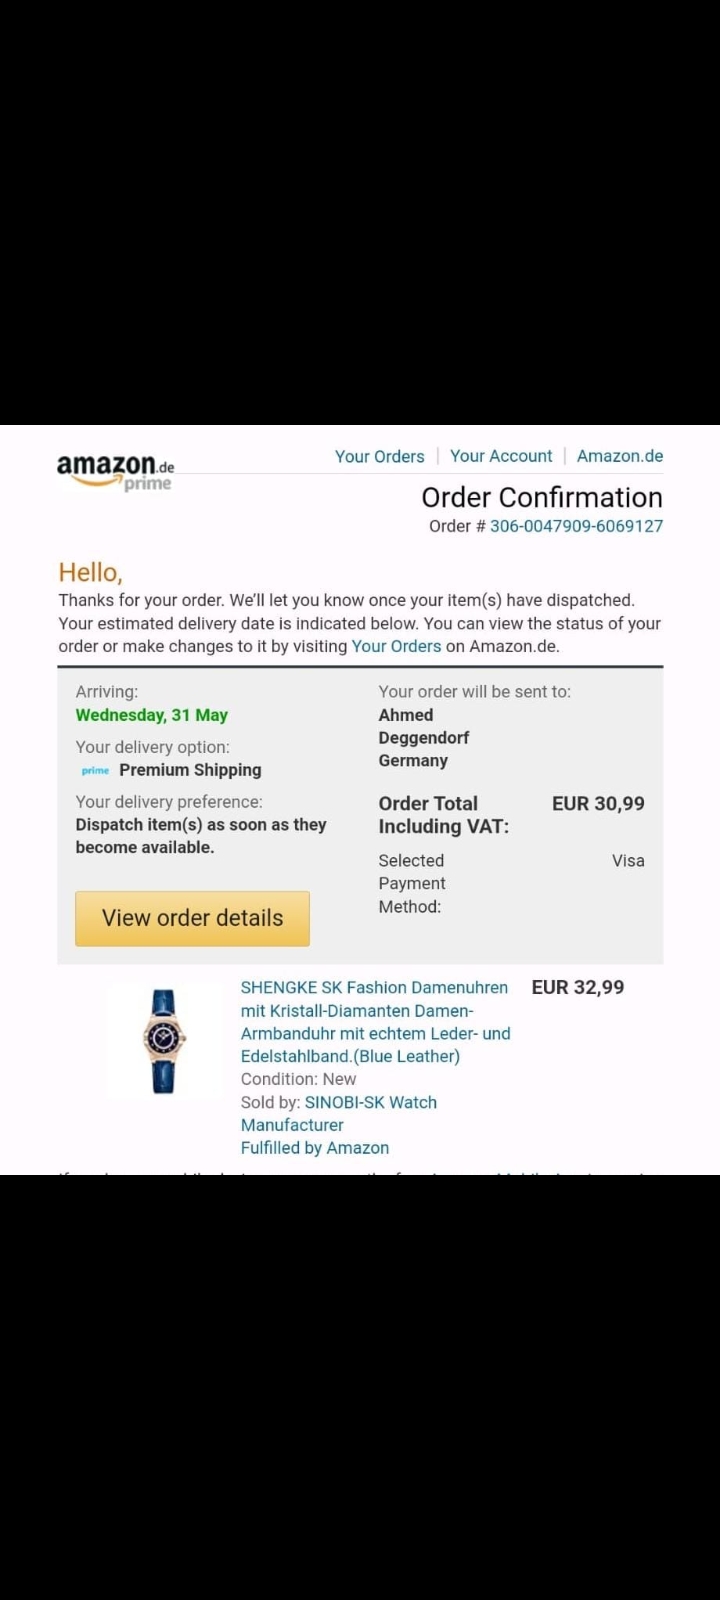 amazon.de
prime
Your Orders | Your Account | Amazon.de
Order Confirmation
Order # 306-0047909-6069127
Hello,
Thanks for your order. We'll let you know once your item(s) have dispatched.
Your estimated delivery date is indicated below. You can view the status of your
order or make changes to it by visiting Your Orders on Amazon.de.
Arriving:
Wednesday, 31 May
Your delivery option:
prime Premium Shipping
Your delivery preference:
Dispatch item(s) as soon as they
become available.
View order details
Your order will be sent to:
Ahmed
Deggendorf
Germany
Order Total EUR 30,99
Including VAT:
Selected Visa
Payment
Method:
SHENGKE SK Fashion Damenuhren EUR 32,99
mit Kristall-Diamanten Damen-
Armbanduhr mit echtem Leder- und
Edelstahlband.(Blue Leather)
Condition: New
Sold by: SINOBI-SK Watch
Manufacturer
Fulfilled by Amazon